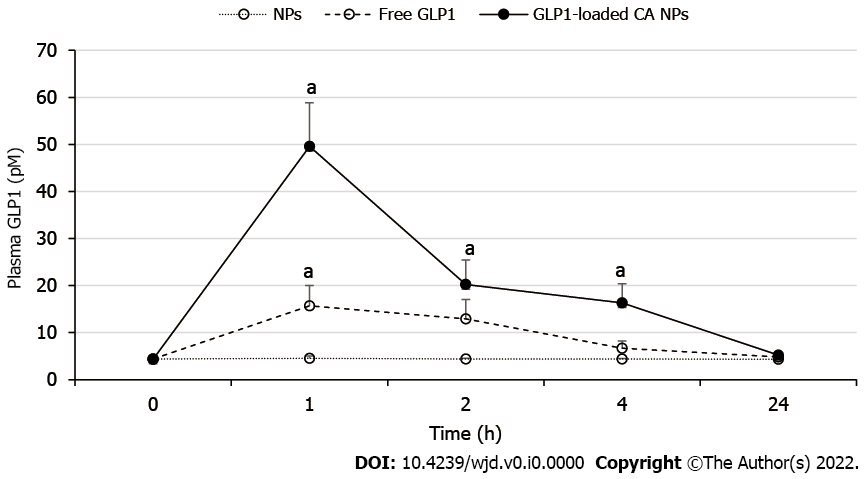 NPs Free GLP1 GLP1-loaded CA NPs
70
60
50
40
30
20
10
0
Plasma GLP1 (pM)
a
a
a
a
0 1 2 4 24
Time (h)
DOI: 10.4239/wjd.v0.i0.0000 Copyright ©The Author(s) 2022.